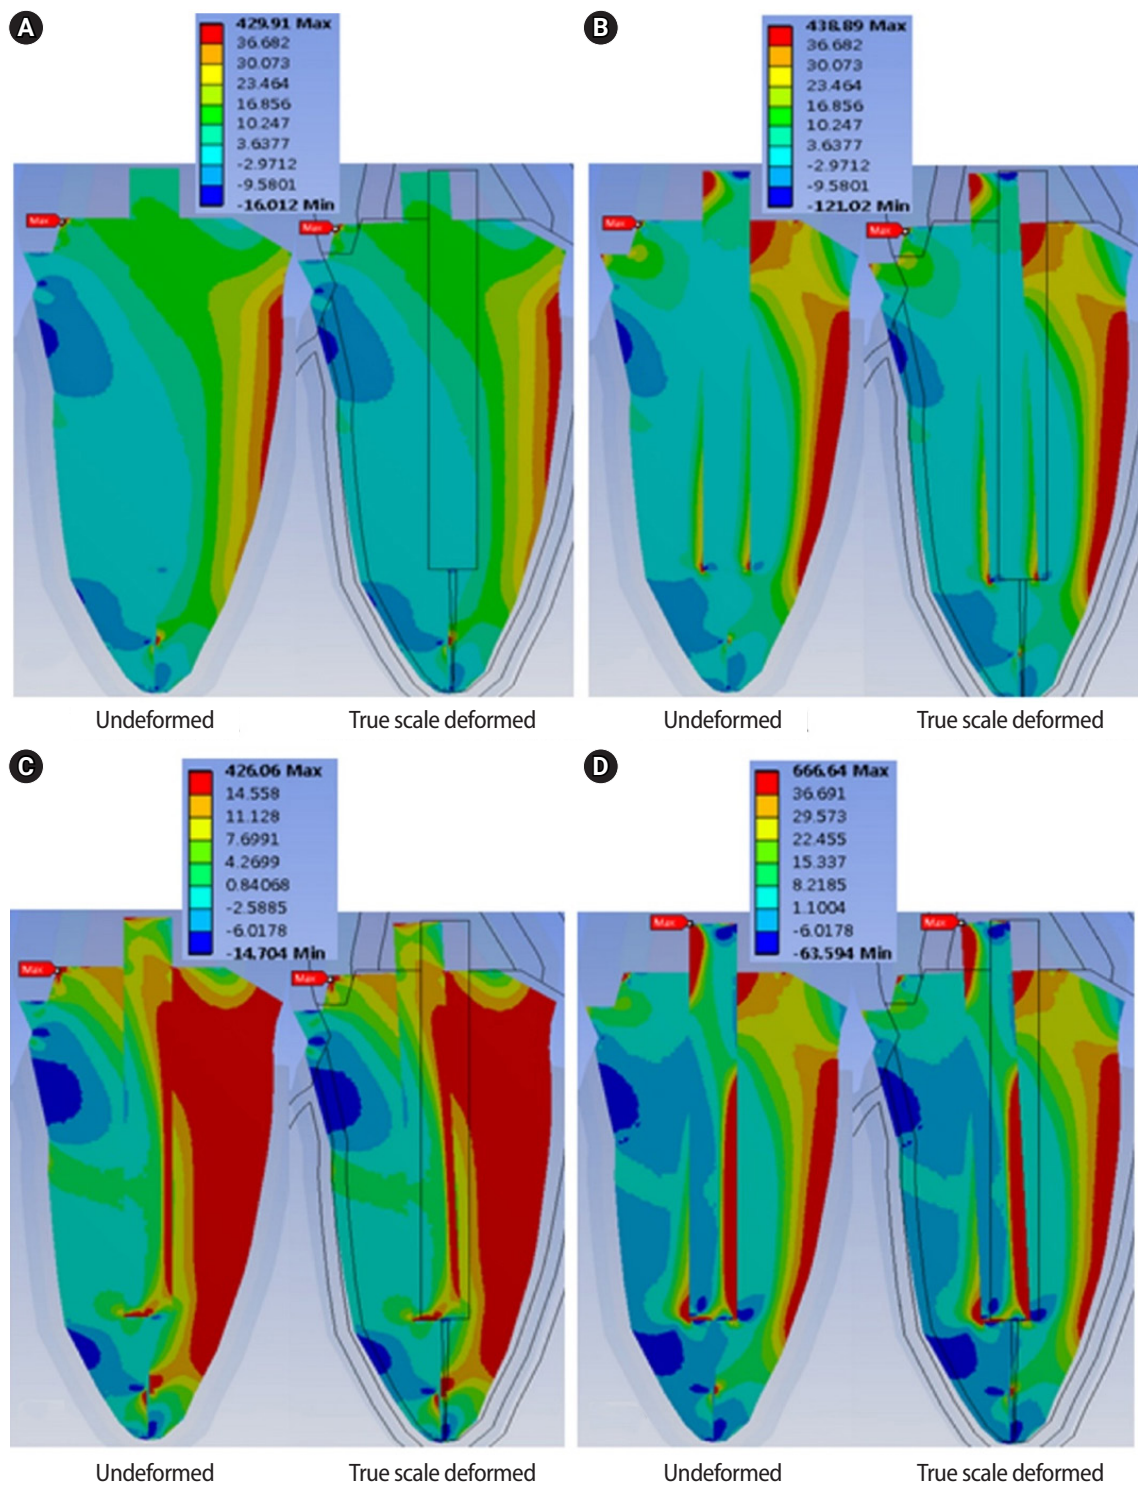 A
429.91 Max
36.682
30.073
23.464
16.856
10.247
3.6377
-2.9712
-9.5801
-16.012 Min
Max
Max
Undeformed
True scale deformed
B
438.89 Max
36.682
30.073
23.464
16.856
10.247
3.6377
-2.9712
-9.5801
-121.02 Min
Max
Max
Undeformed
True scale deformed
C
426.06 Max
14.558
11.128
7.6991
4.2699
0.84068
-2.5885
-6.0178
-14.704 Min
Max
Max
Undeformed
True scale deformed
D
666.64 Max
36.691
29.573
22.455
15.337
8.2185
1.1004
-6.0178
-63.594 Min
Max
Max
Undeformed
True scale deformed